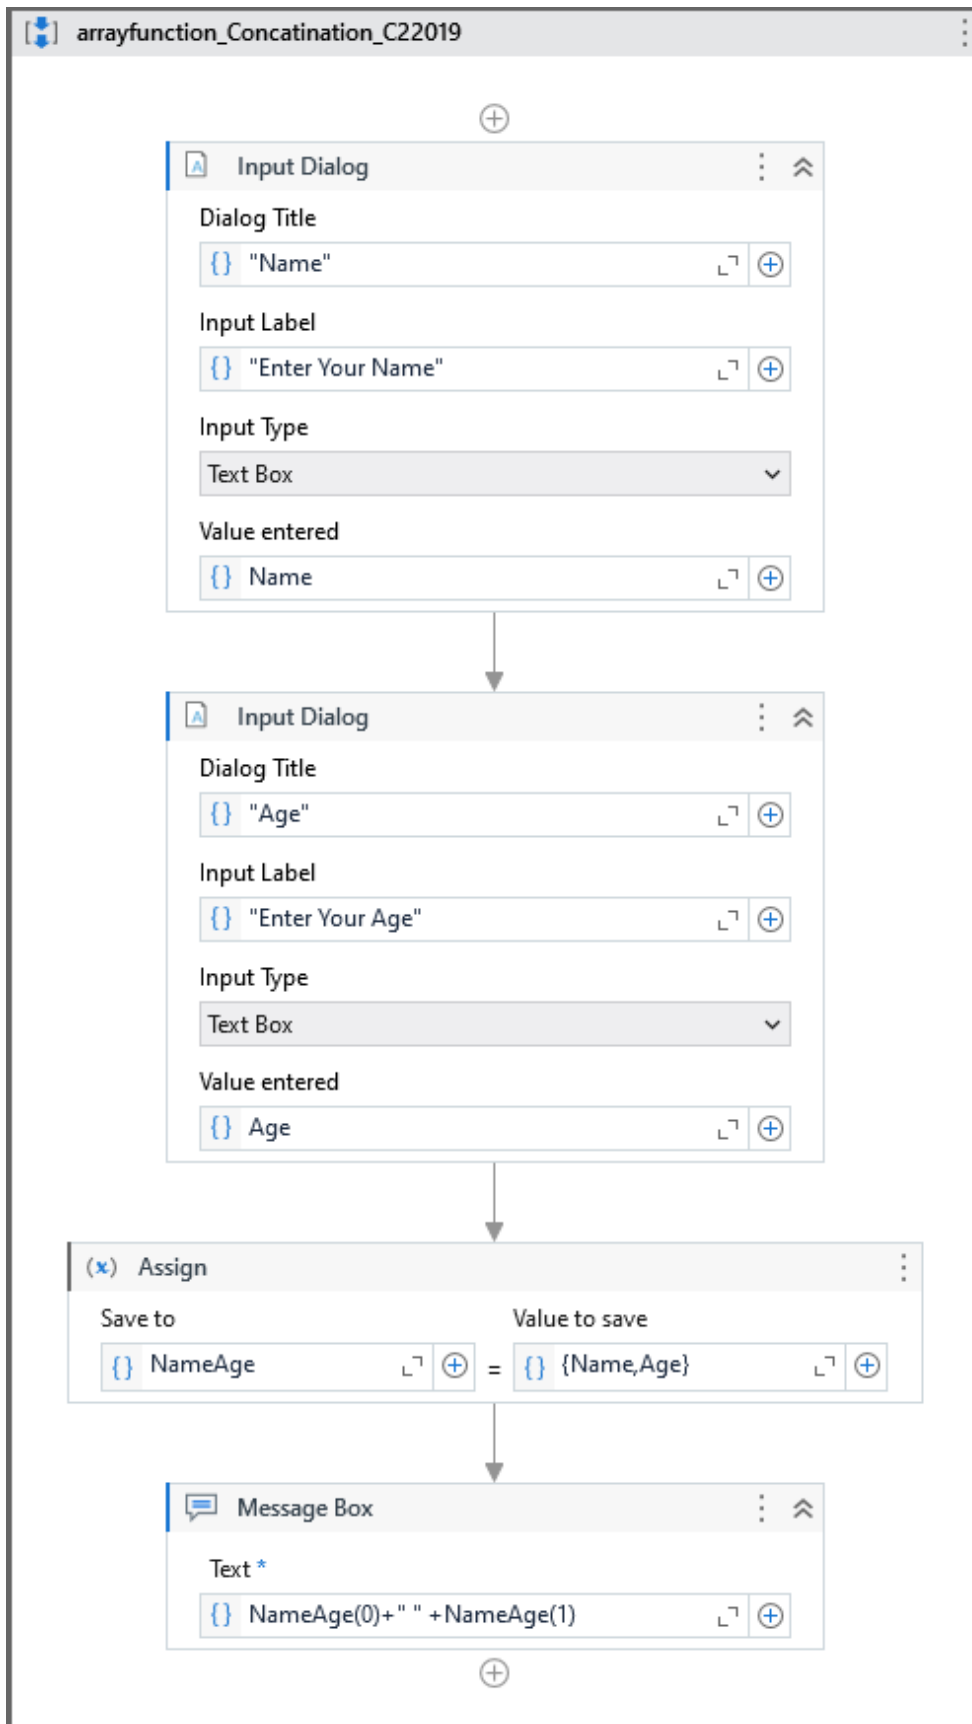 arrayfunction_Concatination_C22019
Input Dialog
Dialog Title
{} "Name"
Input Label
{} "Enter Your Name"
Input Type
Text Box
Value entered
{} Name
Input Dialog
Dialog Title
{} "Age"
Input Label
{} "Enter Your Age"
Input Type
Text Box
Value entered
{} Age
(x) Assign
Save to Value to save
{} NameAge = {} {Name,Age}
Message Box
Text *
{} NameAge(0)+" " +NameAge(1)